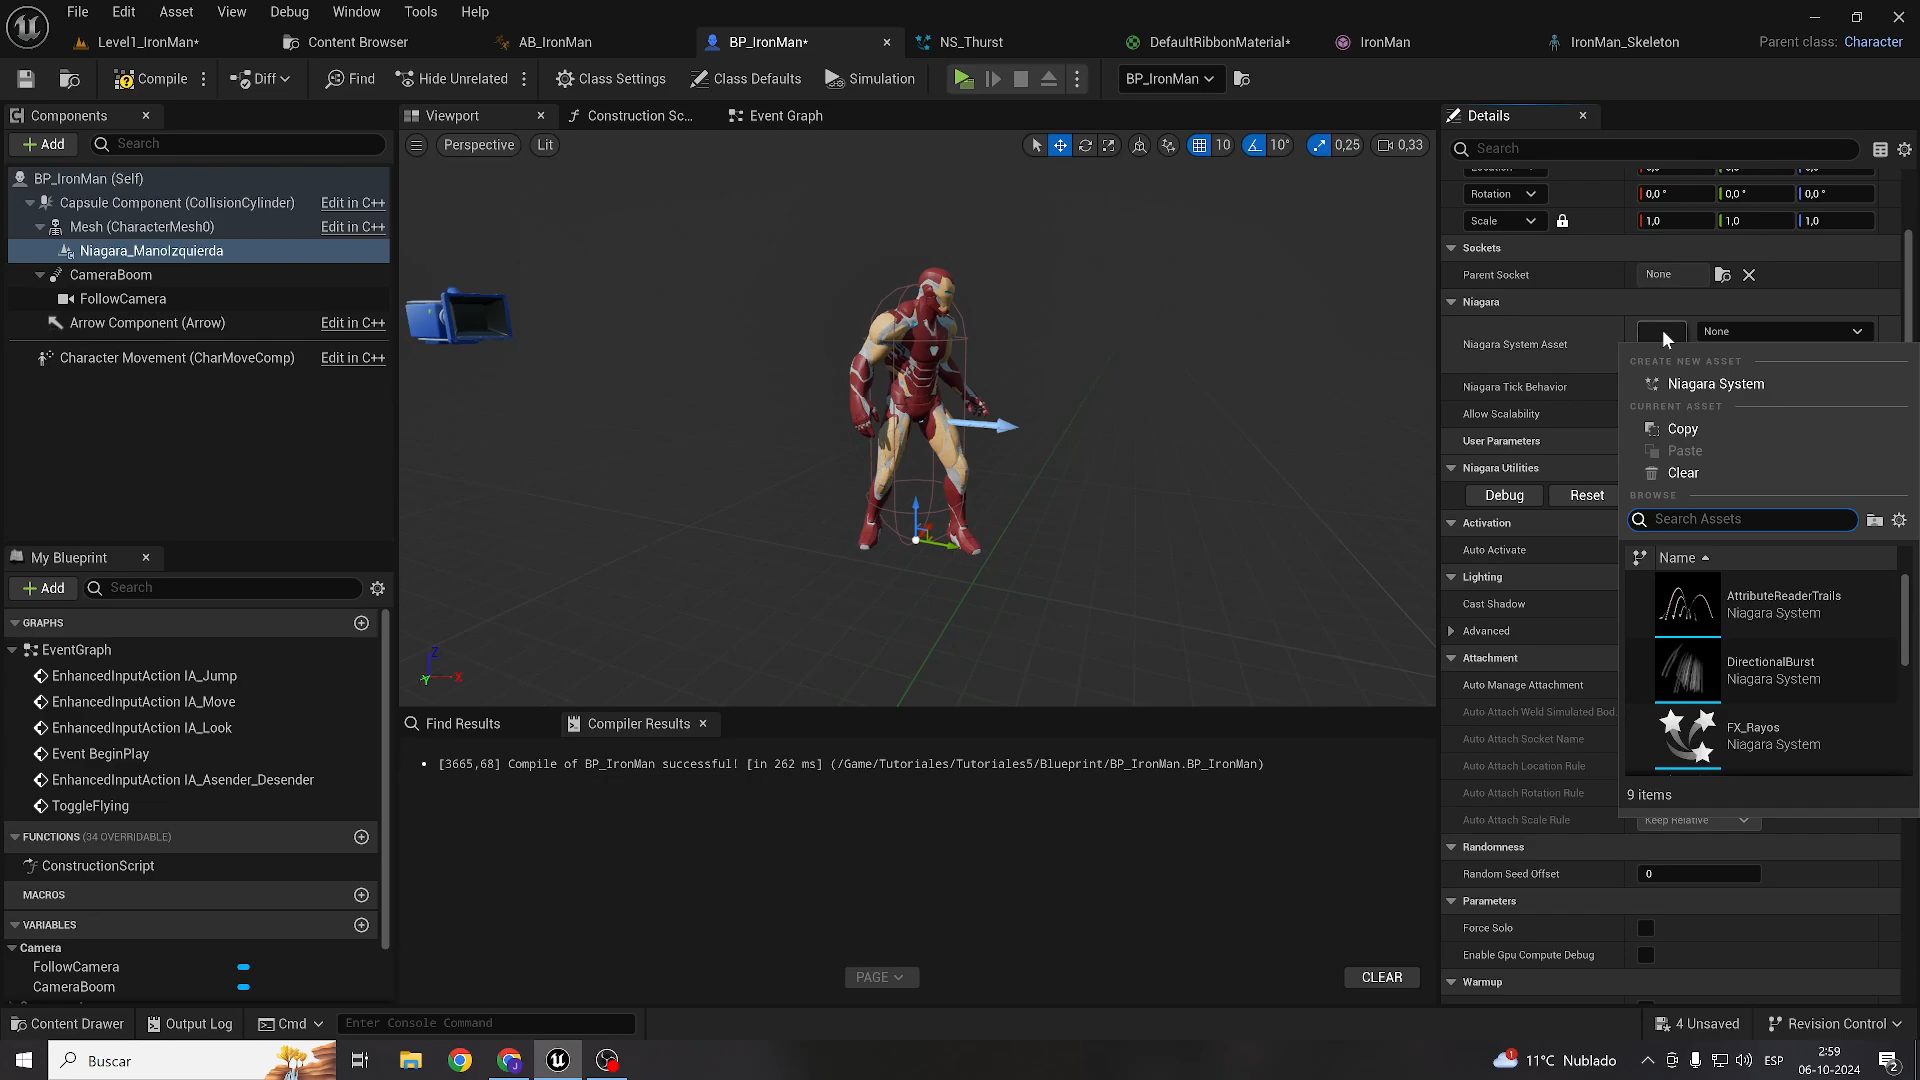 File Edit Asset View Debug Window Tools Help
Level1_IronMan*
Content Browser
AB_IronMan
BP_IronMan*
NS_Thurst
DefaultRibbonMaterial*
IronMan
IronMan_Skeleton
Parent class: Character
Compile
Diff
Find
Hide Unrelated
Class Settings
Class Defaults
Simulation
BP_IronMan
Components
Add
Search
BP_IronMan (Self)
Capsule Component (CollisionCylinder) Edit in C++
Mesh (CharacterMesh0) Edit in C++
Niagara_ManoIzquierda
CameraBoom
FollowCamera
Arrow Component (Arrow) Edit in C++
Character Movement (CharMoveComp) Edit in C++
My Blueprint
Add
Search
GRAPHS
EventGraph
EnhancedInputAction IA_Jump
EnhancedInputAction IA_Move
EnhancedInputAction IA_Look
Event BeginPlay
EnhancedInputAction IA_Asender_Desender
ToggleFlying
FUNCTIONS (34 OVERRIDABLE)
ConstructionScript
MACROS
VARIABLES
Camera
FollowCamera
CameraBoom
Viewport
Construction Sc...
Event Graph
Perspective
Lit
10
10°
0,25
0,33
Z
X
Y
Find Results
Compiler Results
[3665,68] Compile of BP_IronMan successful! [in 262 ms] (/Game/Tutoriales/Tutoriales5/Blueprint/BP_IronMan.BP_IronMan)
PAGE
CLEAR
Details
Search
Rotation 0,0 ° 0,0 ° 0,0 °
Scale 1,0 1,0 1,0
Sockets
Parent Socket None
Niagara
Niagara System Asset None
Niagara Tick Behavior
Allow Scalability
User Parameters
Niagara Utilities
Debug Reset
Activation
Auto Activate
Lighting
Cast Shadow
Advanced
Attachment
Auto Manage Attachment
Auto Attach Weld Simulated Bod.
Auto Attach Socket Name
Auto Attach Location Rule
Auto Attach Rotation Rule
Auto Attach Scale Rule Keep Relative
Randomness
Random Seed Offset 0
Parameters
Force Solo
Enable Gpu Compute Debug
Warmup
CREATE NEW ASSET
Niagara System
CURRENT ASSET
Copy
Paste
Clear
BROWSE
Search Assets
Name
AttributeReaderTrails
Niagara System
DirectionalBurst
Niagara System
FX_Rayos
Niagara System
9 items
Content Drawer
Output Log
Cmd
Enter Console Command
4 Unsaved
Revision Control
Buscar
1
11°C Nublado
ESP
2:59
06-10-2024
2